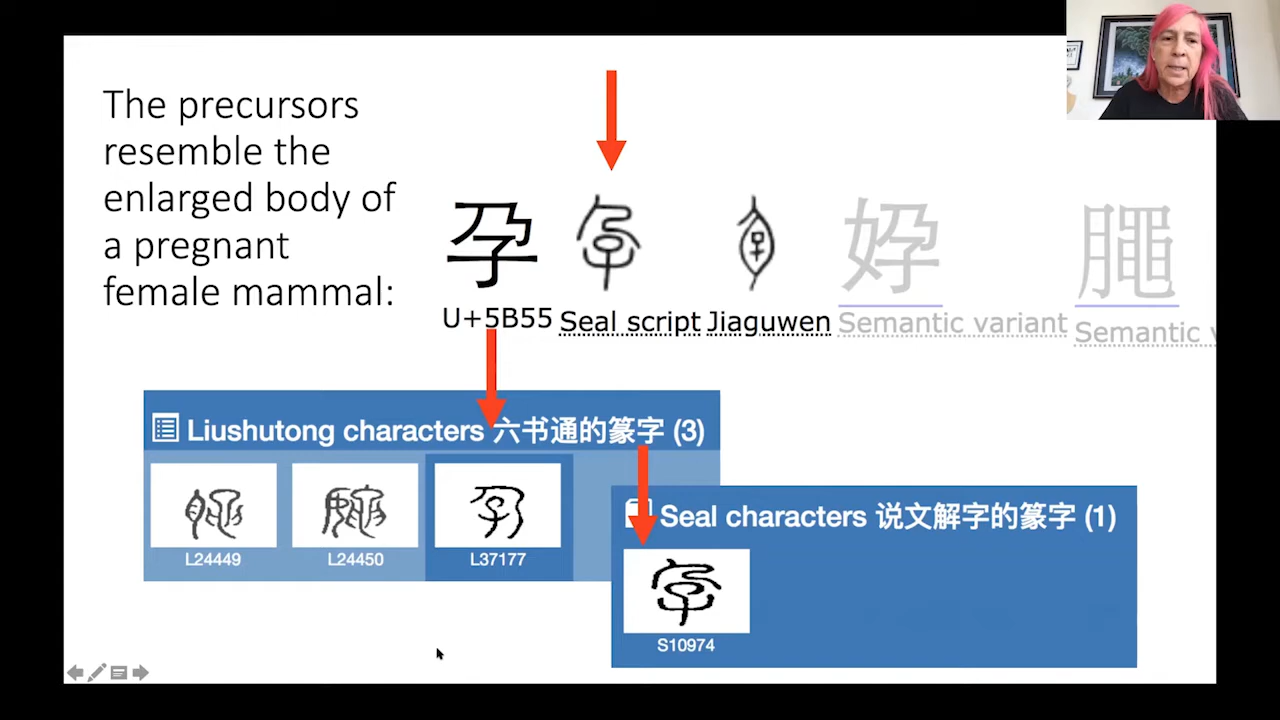 The precursors
resemble the
enlarged body of
a pregnant
female mammal:
孕
㛛
U+5B55
Seal script
Jiaguwen
Semantic variant
Semantic v
Liushutong characters 六书通的篆字 (3)
L24449
L24450
L37177
Seal characters 说文解字的篆字 (1)
S10974